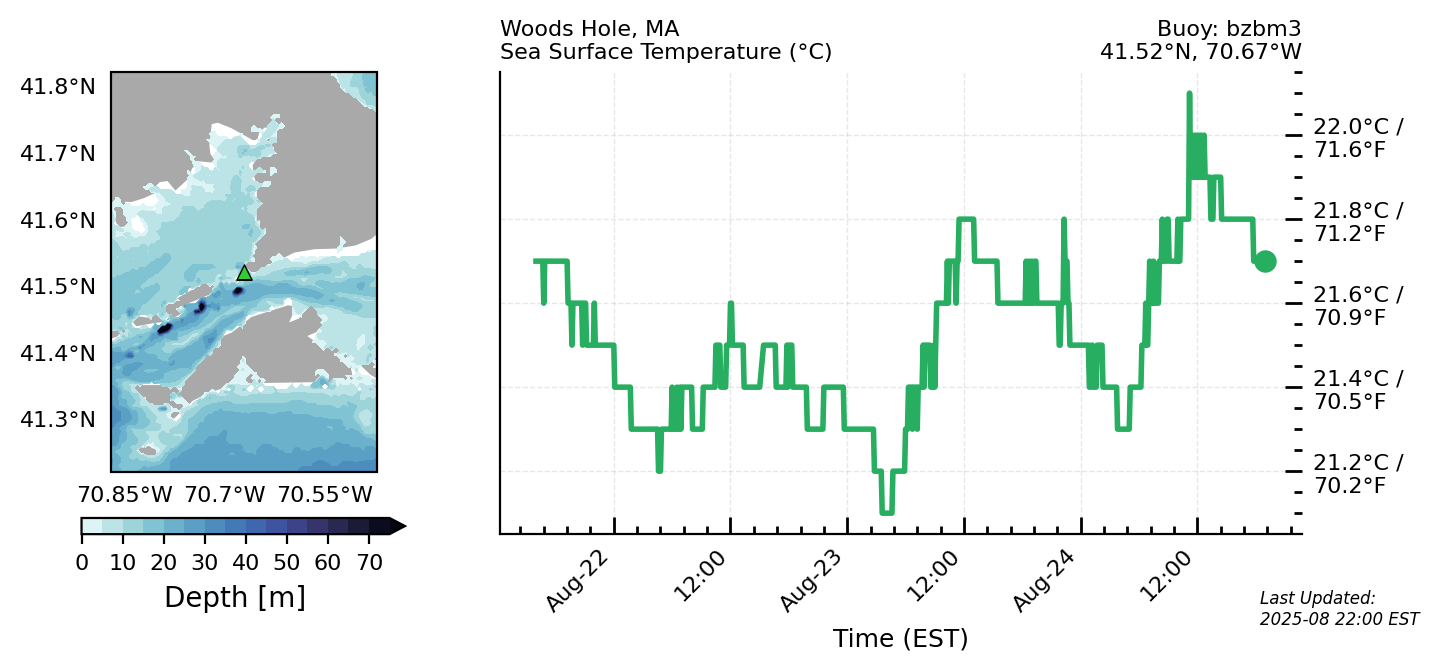 Woods Hole, MA
Sea Surface Temperature (°C)
Buoy: bzbm3
41.52°N, 70.67°W
41.8°N
41.7°N
41.6°N
41.5°N
41.4°N
41.3°N
70.85°W 70.7°W 70.55°W
0 10 20 30 40 50 60 70
Depth [m]
22.0°C /
71.6°F
21.8°C /
71.2°F
21.6°C /
70.9°F
21.4°C /
70.5°F
21.2°C /
70.2°F
Aug-22 12:00 Aug-23 12:00 Aug-24 12:00
Time (EST)
Last Updated:
2025-08 22:00 EST